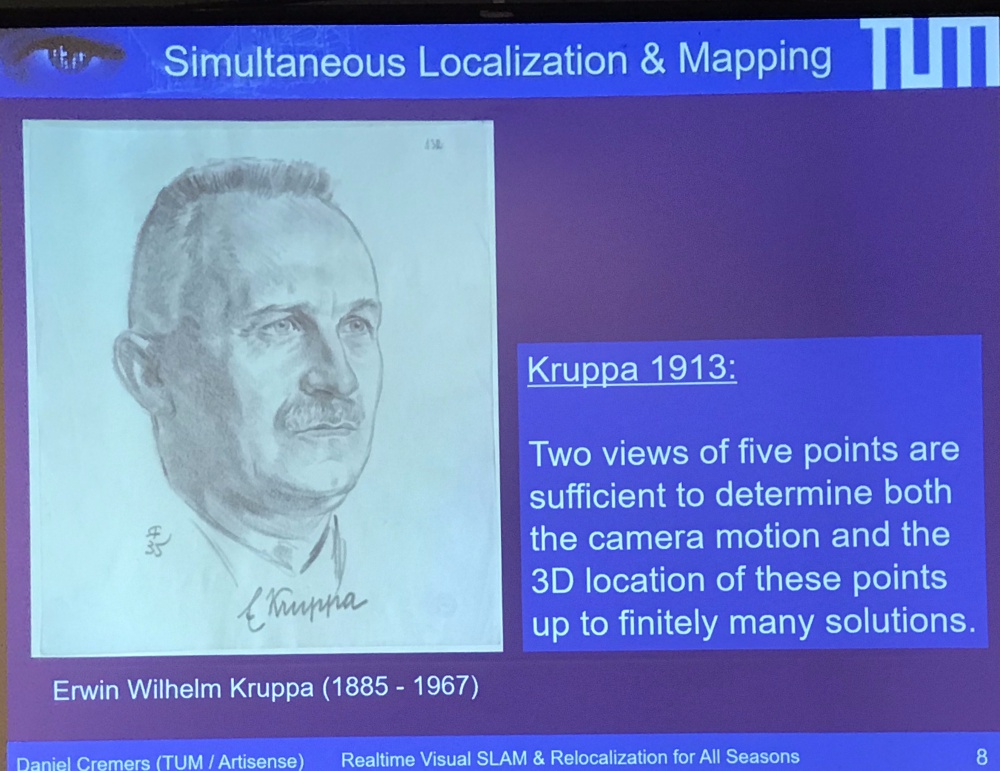 Simultaneous Localization & Mapping
TUM
Kruppa 1913:
Two views of five points are
sufficient to determine both
the camera motion and the
3D location of these points
up to finitely many solutions.
35
E Kruppa
Erwin Wilhelm Kruppa (1885 - 1967)
Daniel Cremers (TUM / Artisense)
Realtime Visual SLAM & Relocalization for All Seasons
8